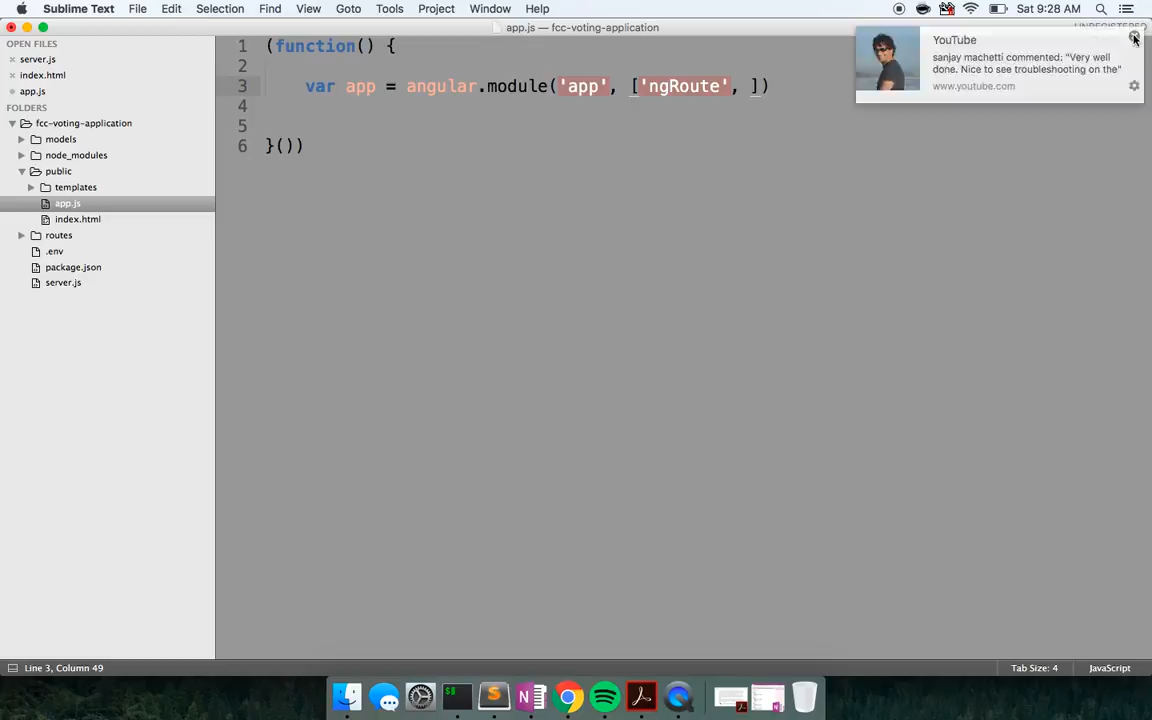 Sublime Text File Edit Selection Find View Goto Tools Project Window Help Sat 9:28 AM
app.js — fcc-voting-application
OPEN FILES
server.js
index.html
app.js
FOLDERS
fcc-voting-application
models
node_modules
public
templates
app.js
index.html
routes
.env
package.json
server.js
1 (function() {
2
3 var app = angular.module('app', ['ngRoute', ])
4
5
6 }())
YouTube
sanjay machetti commented: "Very well
done. Nice to see troubleshooting on the"
www.youtube.com
Line 3, Column 49 Tab Size: 4 JavaScript